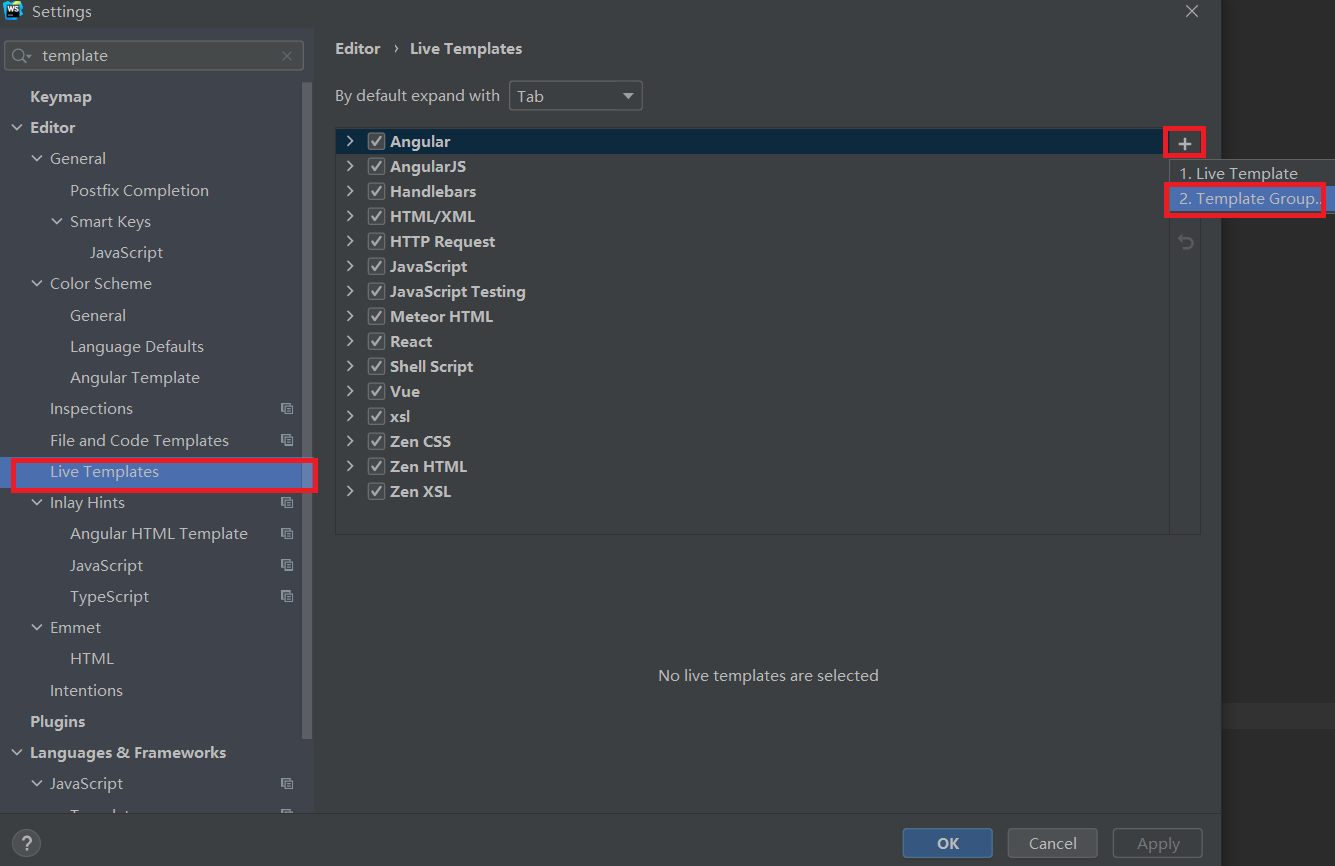 WS
Settings
template
Keymap
Editor
General
Postfix Completion
Smart Keys
JavaScript
Color Scheme
General
Language Defaults
Angular Template
Inspections
File and Code Templates
Live Templates
Inlay Hints
Angular HTML Template
JavaScript
TypeScript
Emmet
HTML
Intentions
Plugins
Languages & Frameworks
JavaScript
Editor › Live Templates
By default expand with Tab
Angular
AngularJS
Handlebars
HTML/XML
HTTP Request
JavaScript
JavaScript Testing
Meteor HTML
React
Shell Script
Vue
xsl
Zen CSS
Zen HTML
Zen XSL
1. Live Template
2. Template Group..
No live templates are selected
?
OK
Cancel
Apply